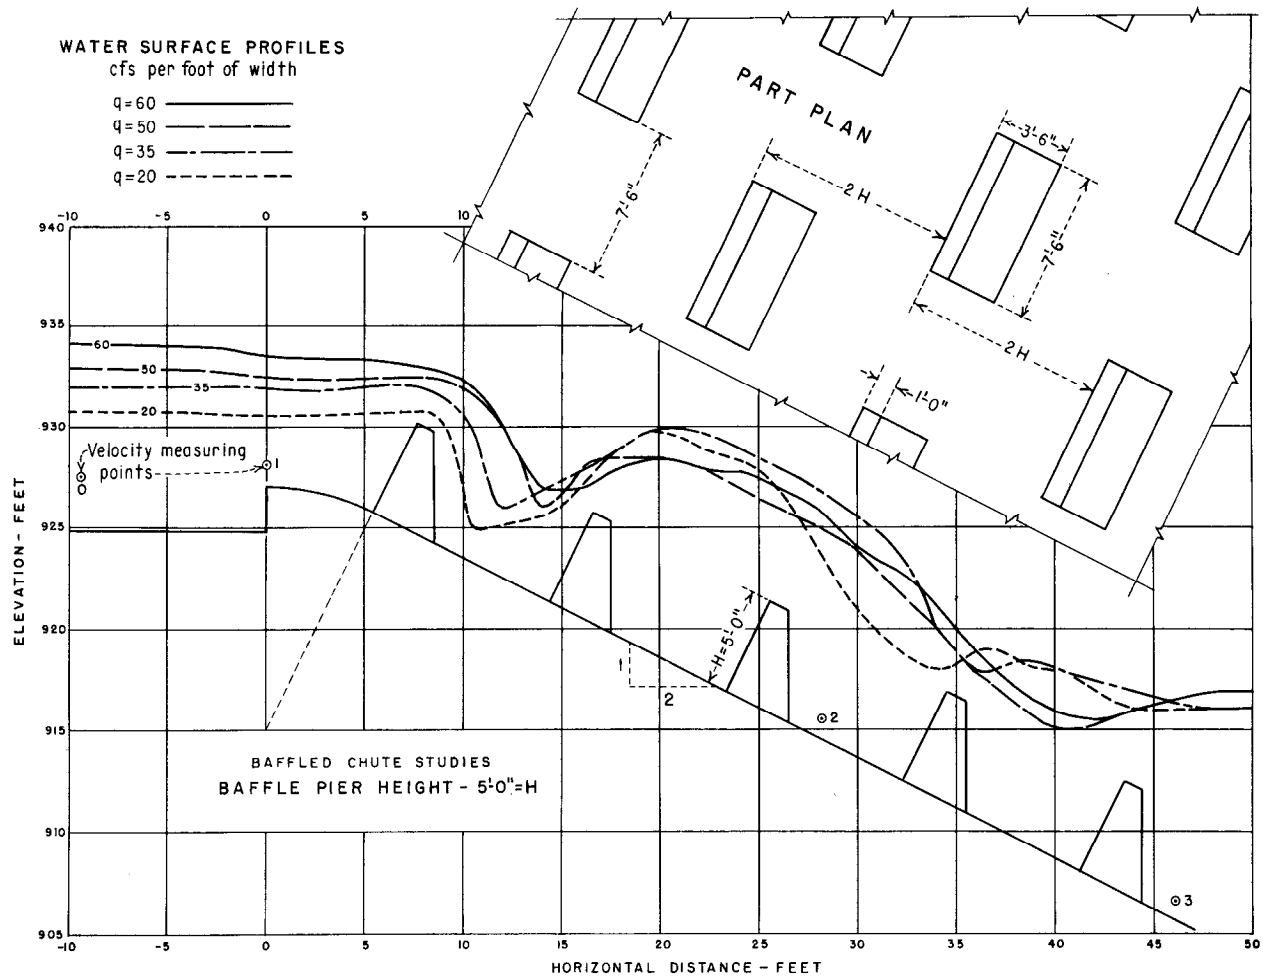 WATER SURFACE PROFILES
cfs per foot of width
q=60
q=50
q=35
q=20
PART PLAN
3'-6"
2 H
7'-6"
7'-6"
2 H
1'-0"
-10 -5 0 5 10
940
935
930
925
920
915
910
905
ELEVATION - FEET
60
50
35
20
Velocity measuring
points
1
0
H=5'-0"
1
2
2
3
BAFFLED CHUTE STUDIES
BAFFLE PIER HEIGHT - 5'-0"=H
-10 -5 0 5 10 15 20 25 30 35 40 45 50
HORIZONTAL DISTANCE - FEET